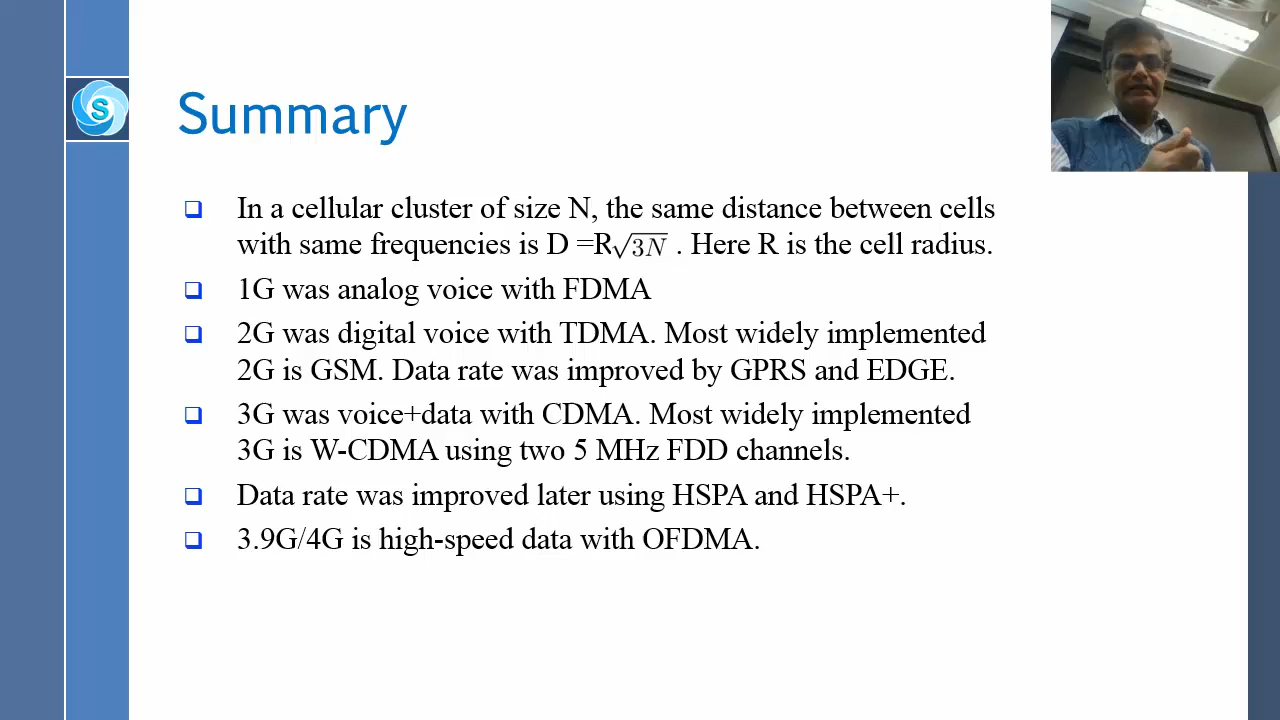 S
Summary
In a cellular cluster of size N, the same distance between cells
with same frequencies is D =R√3N . Here R is the cell radius.
1G was analog voice with FDMA
2G was digital voice with TDMA. Most widely implemented
2G is GSM. Data rate was improved by GPRS and EDGE.
3G was voice+data with CDMA. Most widely implemented
3G is W-CDMA using two 5 MHz FDD channels.
Data rate was improved later using HSPA and HSPA+.
3.9G/4G is high-speed data with OFDMA.